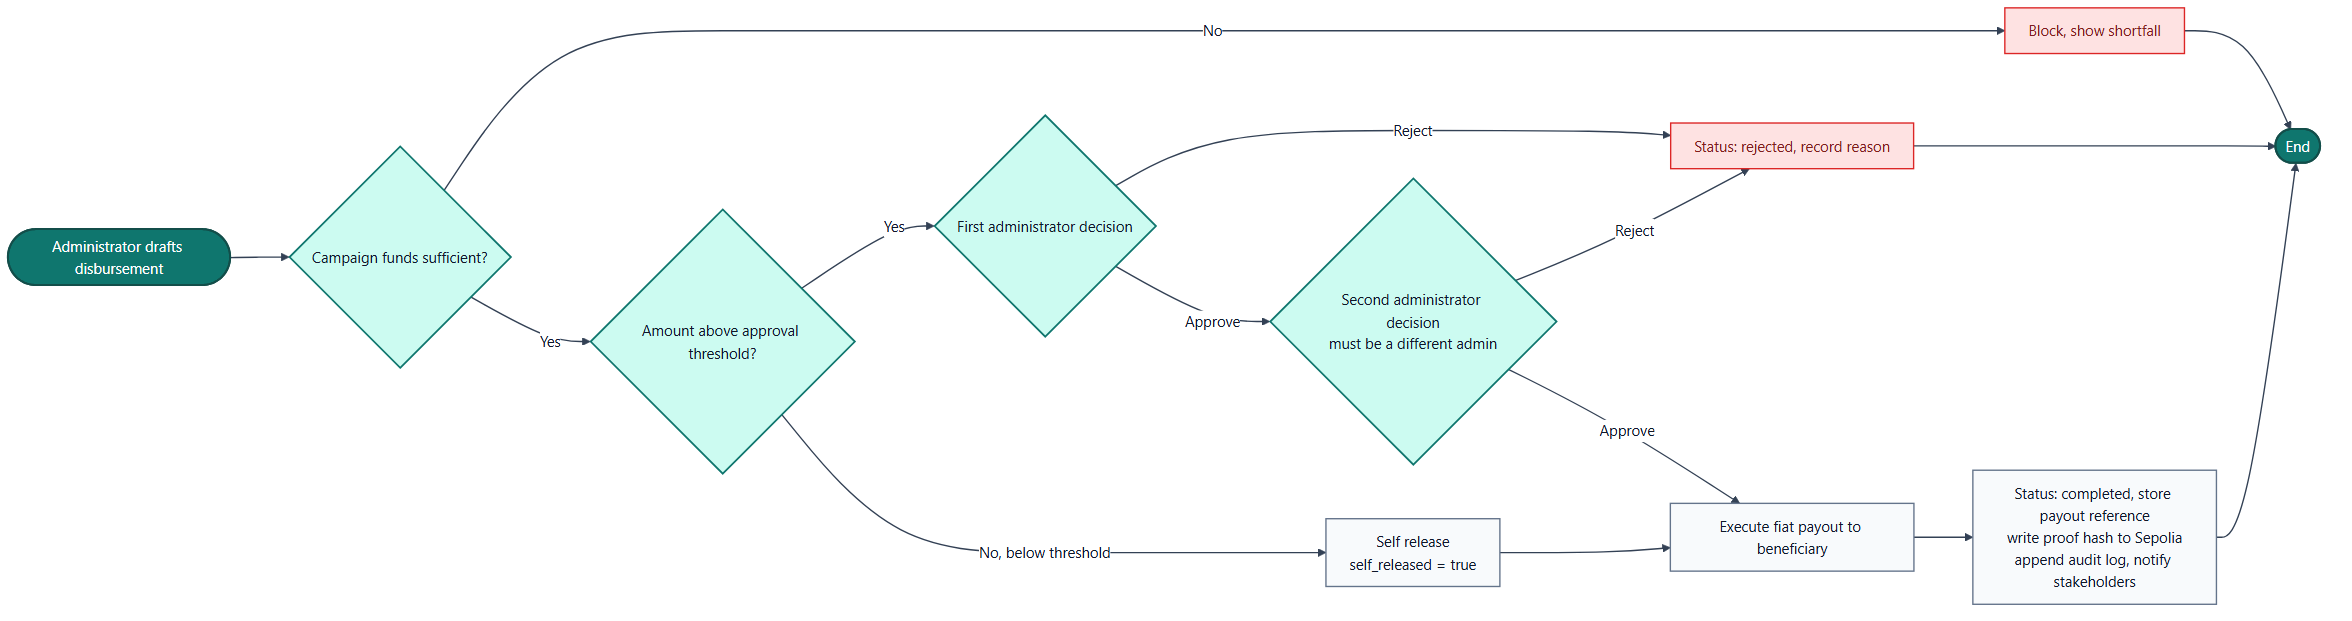 No
Block, show shortfall
Reject
Status: rejected, record reason
End
Administrator drafts
disbursement
Campaign funds sufficient?
Yes
First administrator decision
Reject
Yes
Amount above approval
threshold?
Approve
Second administrator
decision
must be a different admin
Approve
No, below threshold
Self release
self_released = true
Execute fiat payout to
beneficiary
Status: completed, store
payout reference
write proof hash to Sepolia
append audit log, notify
stakeholders